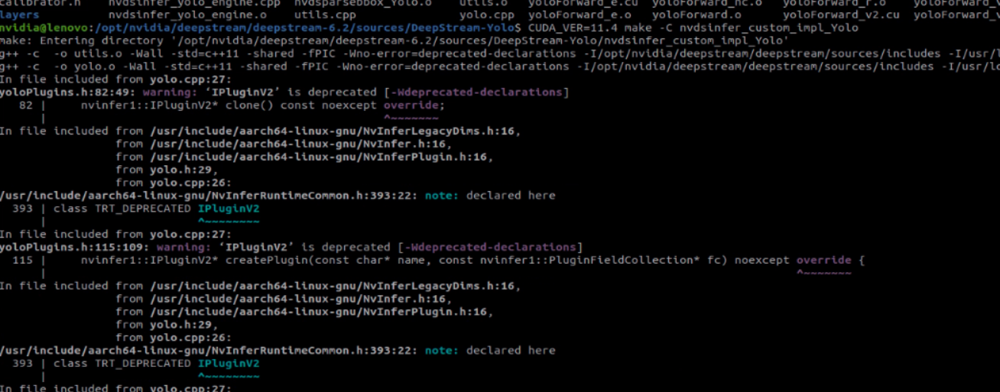 calibrator.h nvdsinfer_yolo_engine.cpp nvdsparsebbox_Yolo.o utils.o yoloForward_e.cu yoloForward_nc.o yoloForward_r.o yoloForward_v
layers nvdsinfer_yolo_engine.o utils.cpp yolo.cpp yoloForward_e.o yoloForward.o yoloForward_v2.cu yoloForward_v
nvidia@lenovo:/opt/nvidia/deepstream/deepstream-6.2/sources/DeepStream-Yolo$ CUDA_VER=11.4 make -C nvdsinfer_custom_impl_Yolo
make: Entering directory '/opt/nvidia/deepstream/deepstream-6.2/sources/DeepStream-Yolo/nvdsinfer_custom_impl_Yolo'
g++ -c -o utils.o -Wall -std=c++11 -shared -fPIC -Wno-error=deprecated-declarations -I/opt/nvidia/deepstream/deepstream/sources/includes -I/usr/l
g++ -c -o yolo.o -Wall -std=c++11 -shared -fPIC -Wno-error=deprecated-declarations -I/opt/nvidia/deepstream/deepstream/sources/includes -I/usr/lo
In file included from yolo.cpp:27:
yoloPlugins.h:82:49: warning: ‘IPluginV2’ is deprecated [-Wdeprecated-declarations]
82 | nvinfer1::IPluginV2* clone() const noexcept override;
| ^~~~~~~~
In file included from /usr/include/aarch64-linux-gnu/NvInferLegacyDims.h:16,
from /usr/include/aarch64-linux-gnu/NvInfer.h:16,
from /usr/include/aarch64-linux-gnu/NvInferPlugin.h:16,
from yolo.h:29,
from yolo.cpp:26:
/usr/include/aarch64-linux-gnu/NvInferRuntimeCommon.h:393:22: note: declared here
393 | class TRT_DEPRECATED IPluginV2
| ^~~~~~~~~
In file included from yolo.cpp:27:
yoloPlugins.h:115:109: warning: ‘IPluginV2’ is deprecated [-Wdeprecated-declarations]
115 | nvinfer1::IPluginV2* createPlugin(const char* name, const nvinfer1::PluginFieldCollection* fc) noexcept override {
| ^~~~~~~~
In file included from /usr/include/aarch64-linux-gnu/NvInferLegacyDims.h:16,
from /usr/include/aarch64-linux-gnu/NvInfer.h:16,
from /usr/include/aarch64-linux-gnu/NvInferPlugin.h:16,
from yolo.h:29,
from yolo.cpp:26:
/usr/include/aarch64-linux-gnu/NvInferRuntimeCommon.h:393:22: note: declared here
393 | class TRT_DEPRECATED IPluginV2
| ^~~~~~~~~
In file included from yolo.cpp:27: